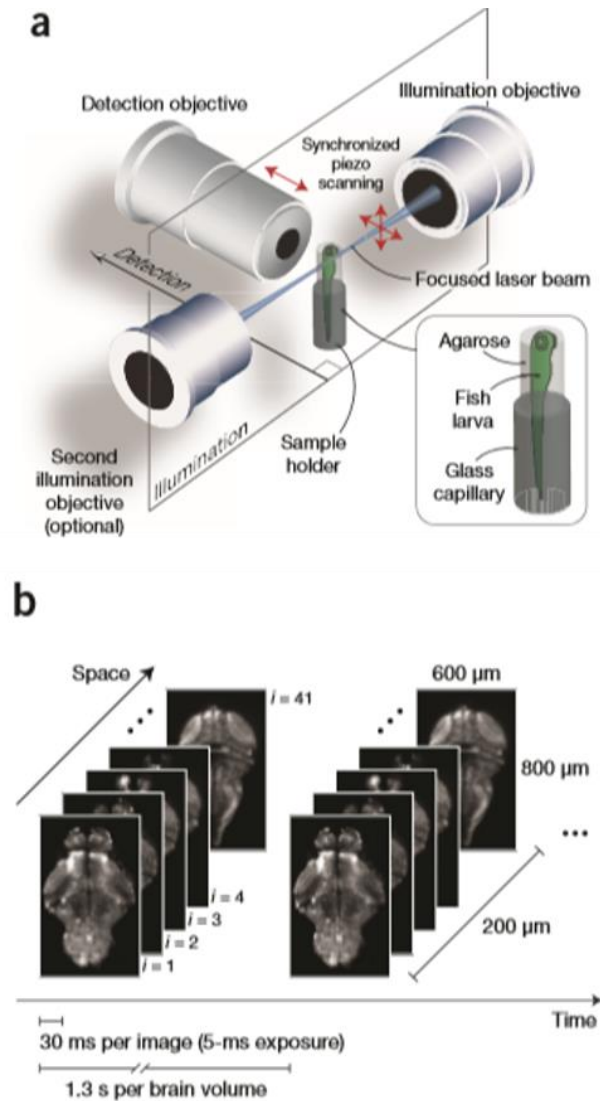 a
Detection objective
Illumination objective
Synchronized
piezo
scanning
Detection
Focused laser beam
Agarose
Fish
larva
Glass
capillary
Sample
holder
Illumination
Second
illumination
objective
(optional)
b
Space
i = 41
600 µm
800 µm
...
i = 4
i = 3
i = 2
i = 1
200 µm
Time
30 ms per image (5-ms exposure)
1.3 s per brain volume